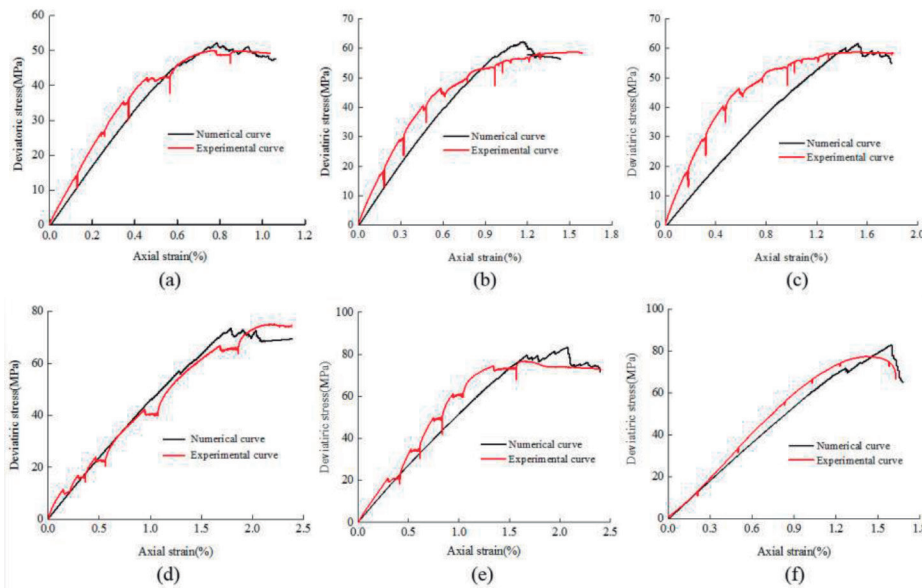 60
50
40
30
20
10
0
Deviatoric stress(MPa)
Numerical curve
Experimental curve
0.0 0.2 0.4 0.6 0.8 1.0 1.2
Axial strain(%)
(a)
70
60
50
40
30
20
10
0
Deviatiric stress(MPa)
Numerical curve
Experimental curve
0.0 0.3 0.6 0.9 1.2 1.5 1.8
Axial strain(%)
(b)
70
60
50
40
30
20
10
0
Deviatiric stress(MPa)
Numerical curve
Experimental curve
0.0 0.4 0.8 1.2 1.6 2.0
Axial strain(%)
(c)
80
60
40
20
0
Deviatiric stress(MPa)
Numerical curve
Experimental curve
0.0 0.5 1.0 1.5 2.0 2.5
Axial strain(%)
(d)
100
80
60
40
20
0
Deviatiric stress(MPa)
Numerical curve
Experimental curve
0.0 0.5 1.0 1.5 2.0 2.5
Axial strain(%)
(e)
100
80
60
40
20
0
Deviatiric stress(MPa)
Numerical curve
Experimental curve
0.0 0.3 0.6 0.9 1.2 1.5 1.8
Axial strain(%)
(f)